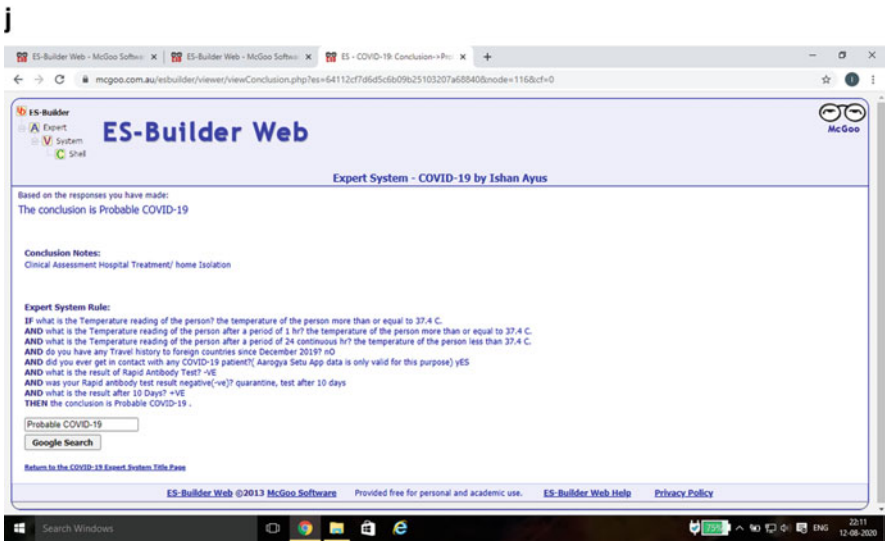 j
ES-Builder Web - McGoo Softwar
ES-Builder Web - McGoo Softwar
ES - COVID-19: Conclusion->Pro
mcgoo.com.au/esbuilder/viewer/viewConclusion.php?es=64112cf7d6d5c6b09b25103207a68840&node=116&cf=0
ES-Builder
A Expert
V System
C Shell
ES-Builder Web
McGoo
Expert System - COVID-19 by Ishan Ayus
Based on the responses you have made:
The conclusion is Probable COVID-19
Conclusion Notes:
Clinical Assessment Hospital Treatment/ home Isolation
Expert System Rule:
IF what is the Temperature reading of the person? the temperature of the person more than or equal to 37.4 C.
AND what is the Temperature reading of the person after a period of 1 hr? the temperature of the person more than or equal to 37.4 C.
AND what is the Temperature reading of the person after a period of 24 continuous hr? the temperature of the person less than 37.4 C.
AND do you have any Travel history to foreign countries since December 2019? nO
AND did you ever get in contact with any COVID-19 patient?( Aarogya Setu App data is only valid for this purpose) yES
AND what is the result of Rapid Antibody Test? -VE
AND was your Rapid antibody test result negative(-ve)? quarantine, test after 10 days
AND what is the result after 10 Days? +VE
THEN the conclusion is Probable COVID-19 .
Probable COVID-19
Google Search
Return to the COVID-19 Expert System Title Page
ES-Builder Web ©2013 McGoo Software Provided free for personal and academic use. ES-Builder Web Help Privacy Policy
Search Windows
75%
ENG
22:11
12-08-2020